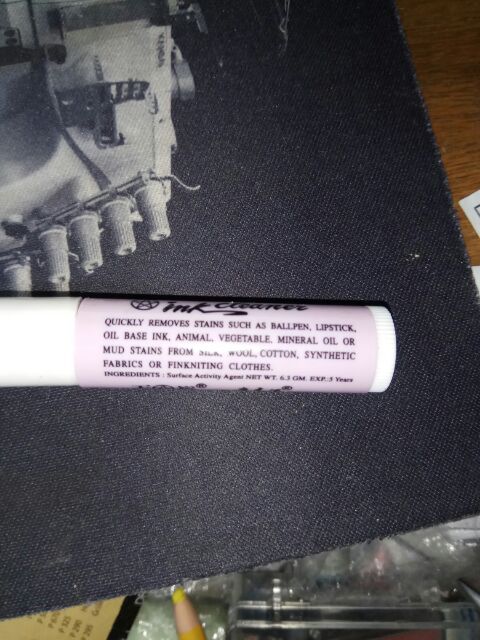 ink cleaner
QUICKLY REMOVES STAINS SUCH AS BALLPEN, LIPSTICK,
OIL BASE INK, ANIMAL, VEGETABLE, MINERAL OIL OR
MUD STAINS FROM SILK, WOOL, COTTON, SYNTHETIC
FABRICS OR FINKNITING CLOTHES.
INGREDIENTS : Surface Activity Agent NET WT. 6.3 GM. EXP.:5 Years